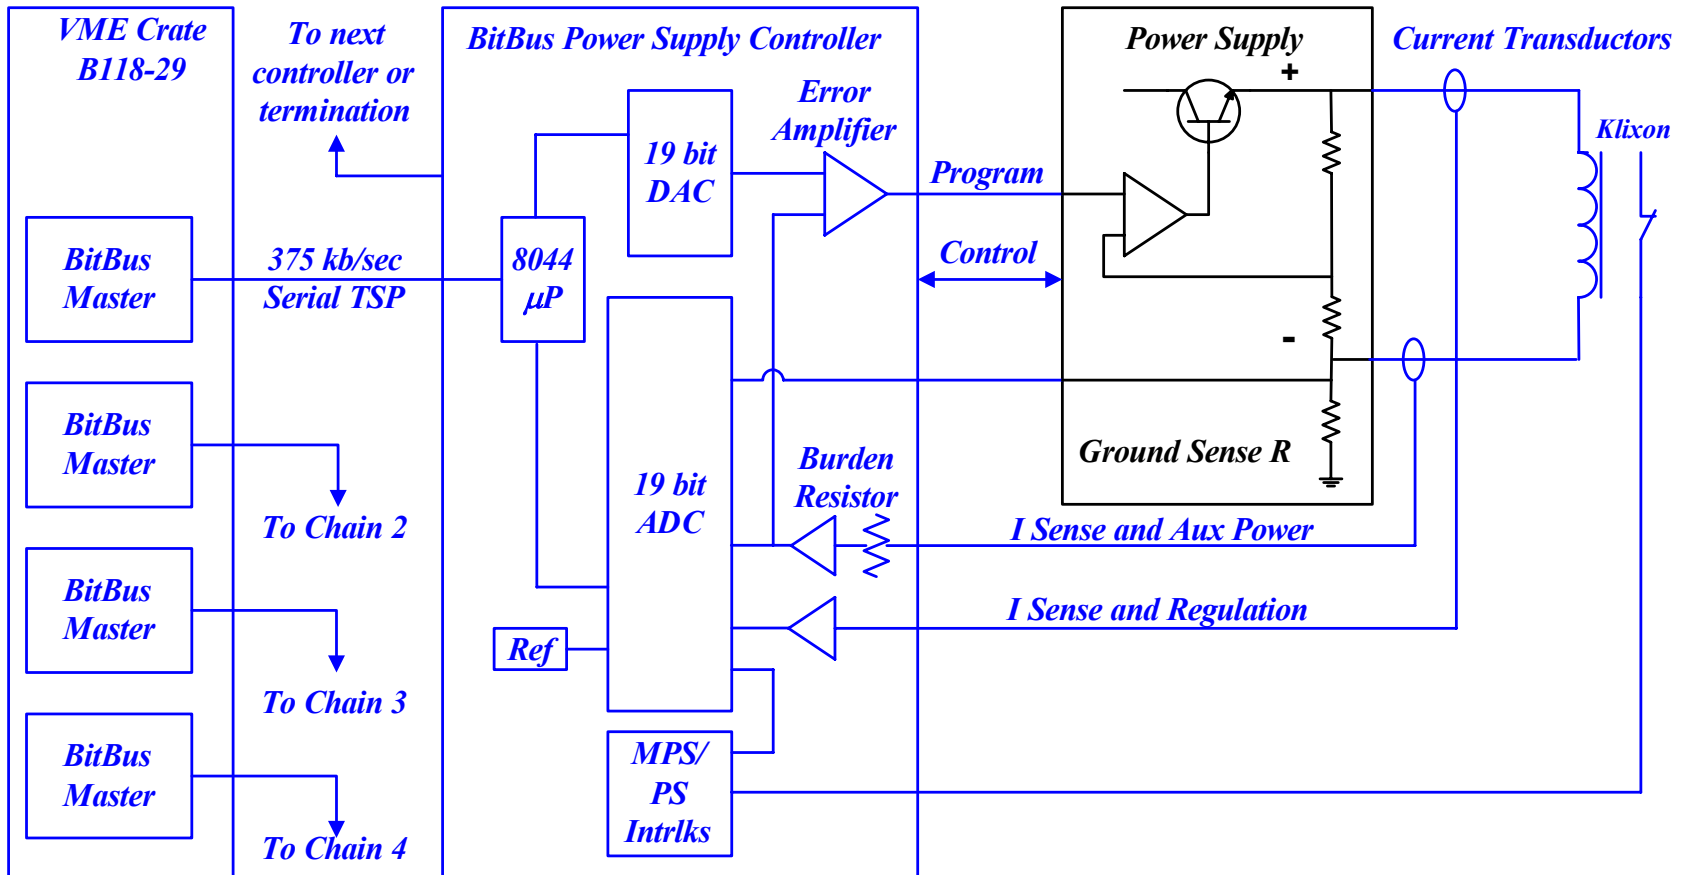 VME Crate
B118-29
To next
controller or
termination
BitBus Power Supply Controller
Power Supply
Current Transductors
Error
Amplifier
Klixon
19 bit
DAC
+
Program
BitBus
Master
375 kb/sec
Serial TSP
8044
μP
Control
-
BitBus
Master
To Chain 2
19 bit
ADC
Burden
Resistor
Ground Sense R
I Sense and Aux Power
BitBus
Master
To Chain 3
Ref
I Sense and Regulation
BitBus
Master
To Chain 4
MPS/
PS
Intrlks